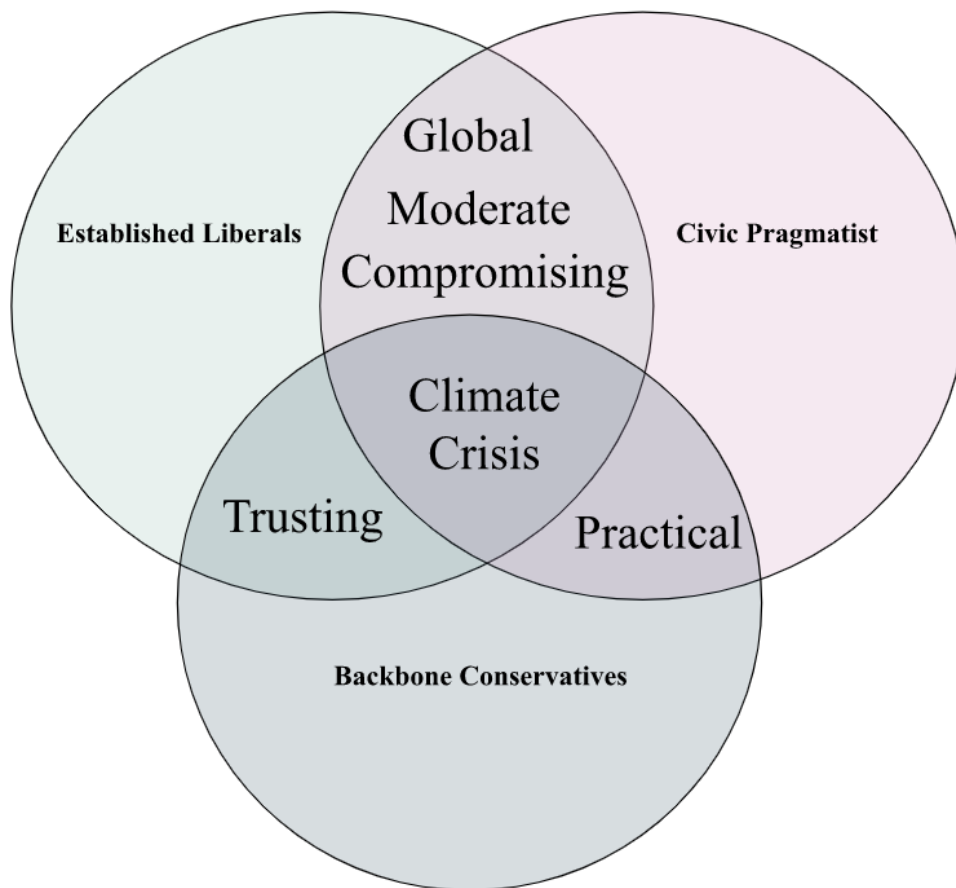 Global
Moderate
Established Liberals
Civic Pragmatist
Compromising
Climate
Crisis
Trusting
Practical
Backbone Conservatives